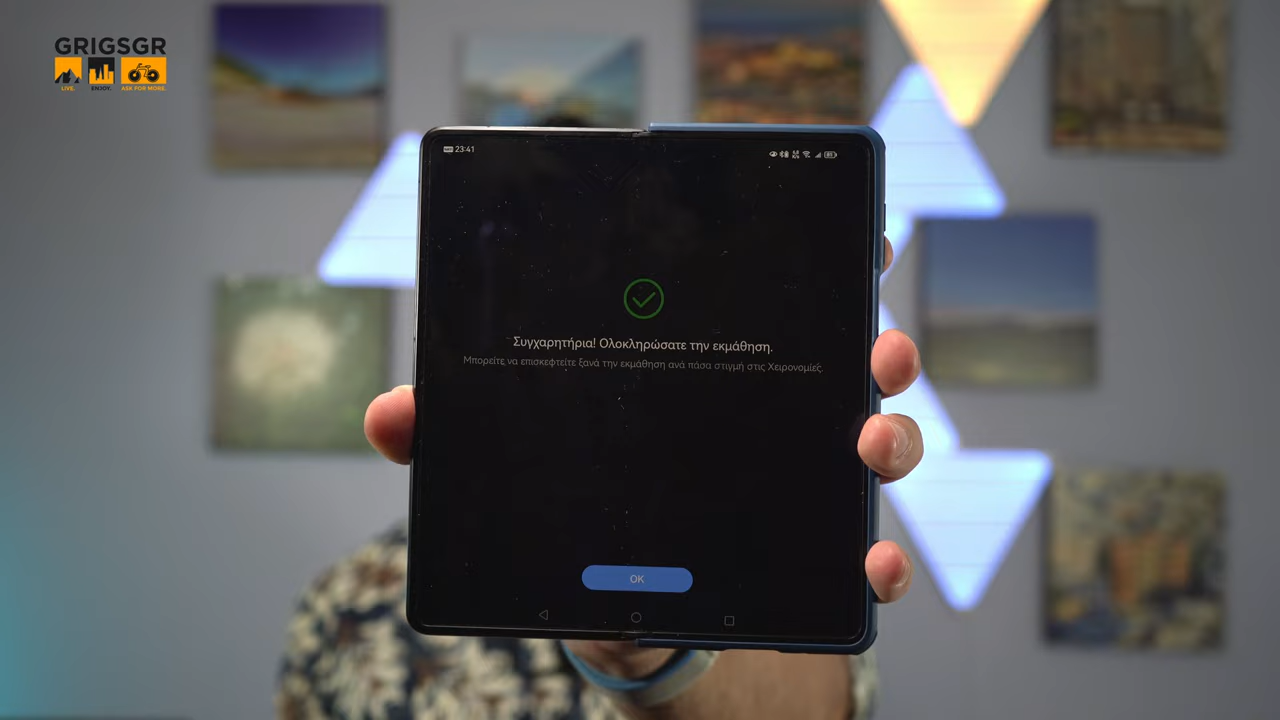 GRIGSGR
LIVE. ENJOY. ASK FOR MORE.
23:41
Συγχαρητήρια! Ολοκληρώσατε την εκμάθηση.
Μπορείτε να επισκεφτείτε ξανά την εκμάθηση ανά πάσα στιγμή στις Χειρονομίες.
OK